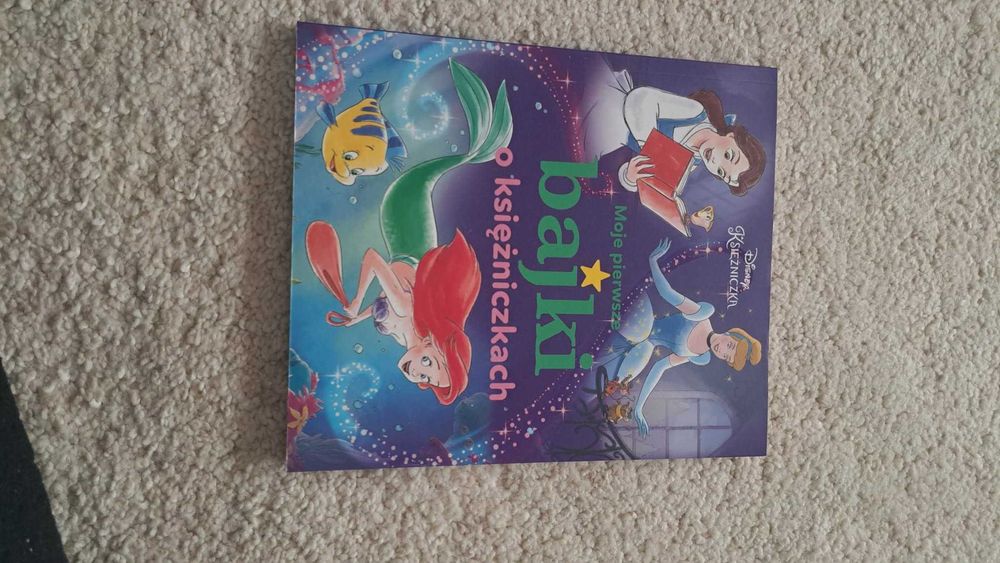 Disney
KSIĘŻNICZKA
Moje pierwsze
bajki
o księżniczkach